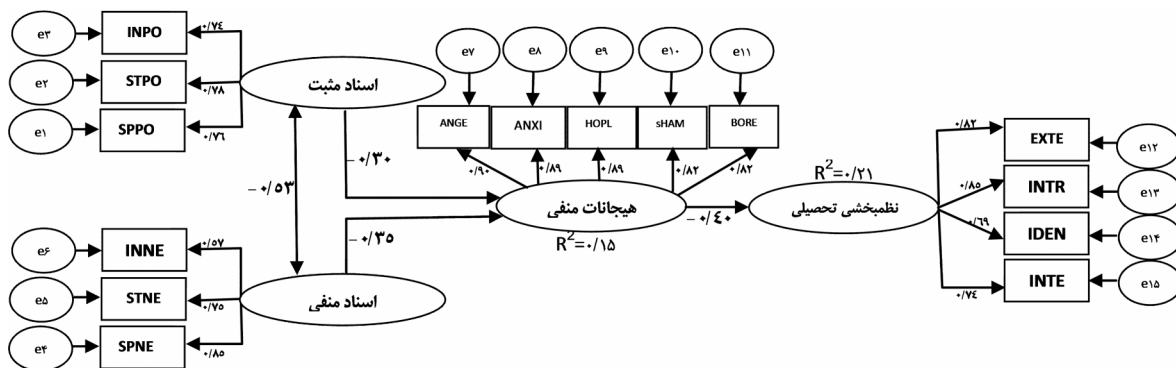 e۳
INPO
۰/۷۴
e۲
STPO
۰/۷۸
e۱
SPPO
۰/۷۶
اسناد مثبت
e۷
e۸
e۹
e۱۰
e۱۱
ANGE
ANXI
HOPL
sHAM
BORE
۰/۹۰
۰/۸۹
۰/۸۹
۰/۸۲
۰/۸۲
−۰/۳۰
−۰/۵۳
−۰/۳۵
هیجانات منفی
R²=۰/۱۵
−۰/٤۰
R²=۰/۲۱
نظمبخشی تحصیلی
۰/۸۲
EXTE
e۱۲
۰/۸۵
INTR
e۱۳
۰/۶۹
IDEN
e۱۴
۰/۷۴
INTE
e۱۵
e۶
INNE
۰/۵۷
e۵
STNE
۰/۷۵
e۴
SPNE
۰/۸۵
اسناد منفی